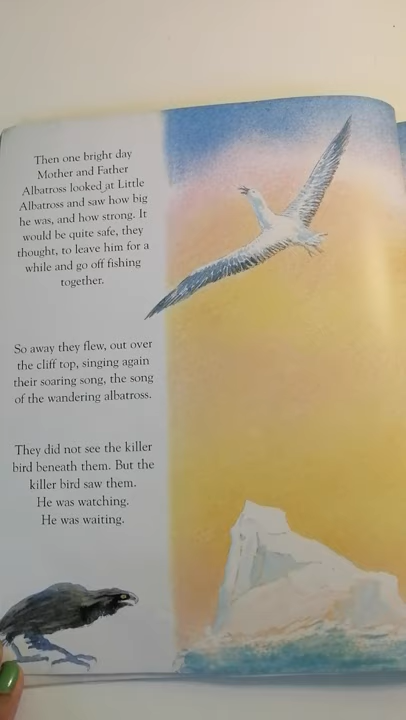 Then one bright day
Mother and Father
Albatross looked at Little
Albatross and saw how big
he was, and how strong. It
would be quite safe, they
thought, to leave him for a
while and go off fishing
together.
So away they flew, out over
the cliff top, singing again
their soaring song, the song
of the wandering albatross.
They did not see the killer
bird beneath them. But the
killer bird saw them.
He was watching.
He was waiting.